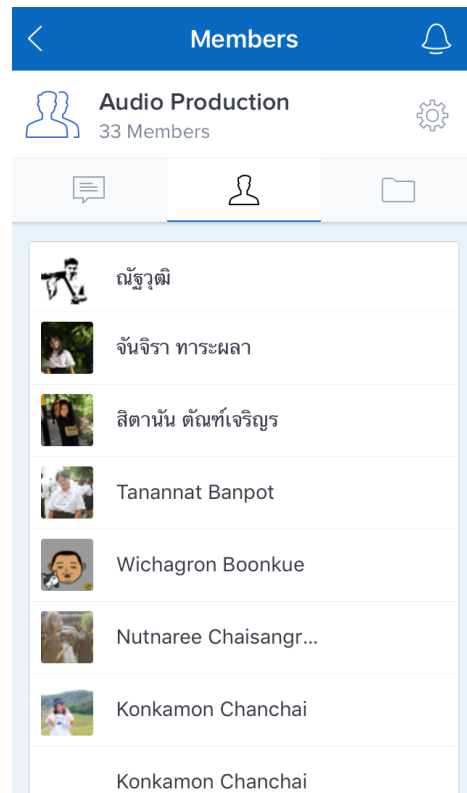 Members
Audio Production
33 Members
ณัฐวุฒิ
จันจิรา ทาระผลา
สิตานัน ตัณฑ์เจริญร
Tanannat Banpot
Wichagron Boonkue
Nutnaree Chaisangr...
Konkamon Chanchai
Konkamon Chanchai